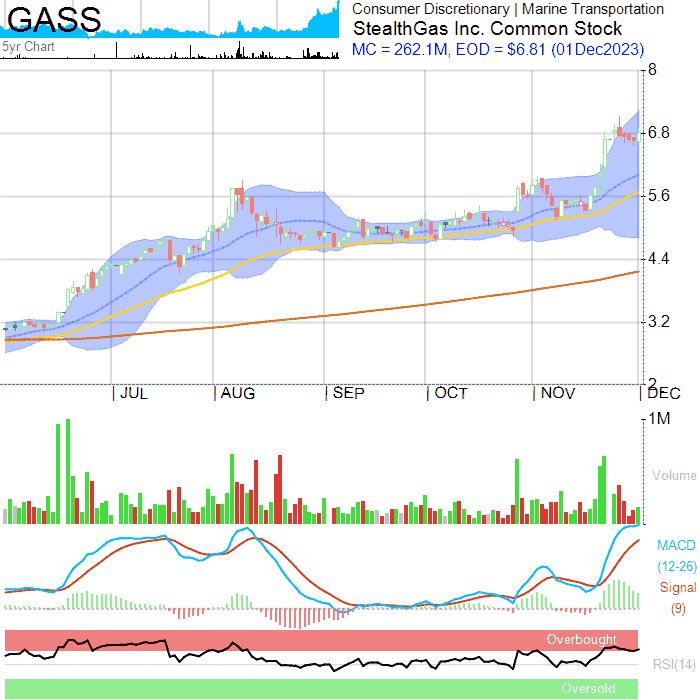 GASS
5yr Chart
Consumer Discretionary | Marine Transportation
StealthGas Inc. Common Stock
MC = 262.1M, EOD = $6.81 (01Dec2023)
8
6.8
5.6
4.4
3.2
2
JUL AUG SEP OCT NOV DEC
1M
Volume
MACD
(12-26)
Signal
(9)
Overbought
RSI(14)
Oversold